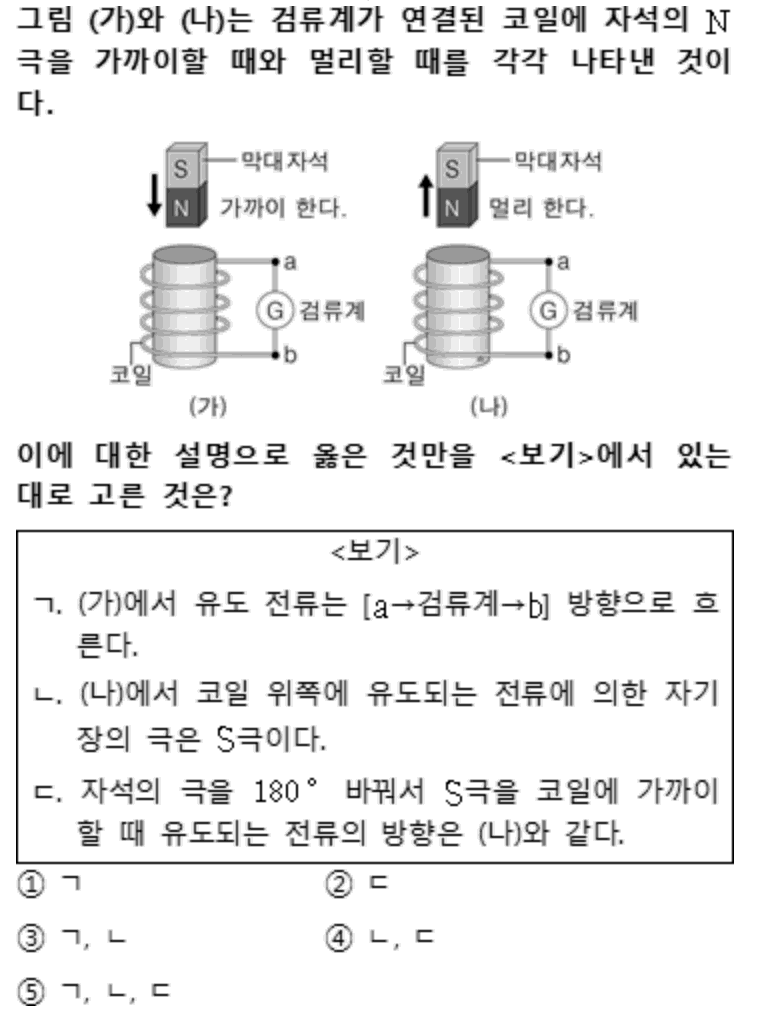 그림 (가)와 (나)는 검류계가 연결된 코일에 자석의 N
극을 가까이할 때와 멀리할 때를 각각 나타낸 것이
다.
S 막대자석
N 가까이 한다.
a
G 검류계
b
코일
(가)
S 막대자석
N 멀리 한다.
a
G 검류계
b
코일
(나)
이에 대한 설명으로 옳은 것만을 <보기>에서 있는
대로 고른 것은?
<보기>
ㄱ. (가)에서 유도 전류는 [a→검류계→b] 방향으로 흐
른다.
ㄴ. (나)에서 코일 위쪽에 유도되는 전류에 의한 자기
장의 극은 S극이다.
ㄷ. 자석의 극을 180° 바꿔서 S극을 코일에 가까이
할 때 유도되는 전류의 방향은 (나)와 같다.
① ㄱ ② ㄷ
③ ㄱ, ㄴ ④ ㄴ, ㄷ
⑤ ㄱ, ㄴ, ㄷ